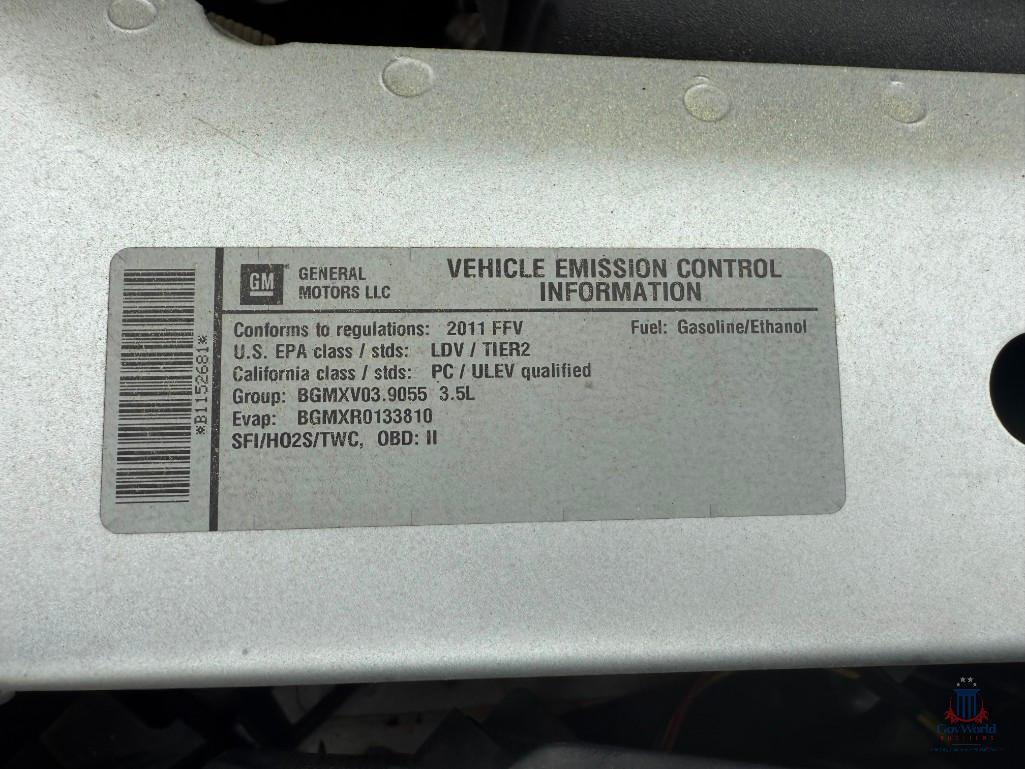 GM
GENERAL
MOTORS LLC
VEHICLE EMISSION CONTROL
INFORMATION
Conforms to regulations: 2011 FFV Fuel: Gasoline/Ethanol
U.S. EPA class / stds: LDV / TIER2
California class / stds: PC / ULEV qualified
Group: BGMXV03.9055 3.5L
Evap: BGMXR0133810
SFI/HO2S/TWC, OBD: II
*B1152681*
GovWorld
AUCTIONS